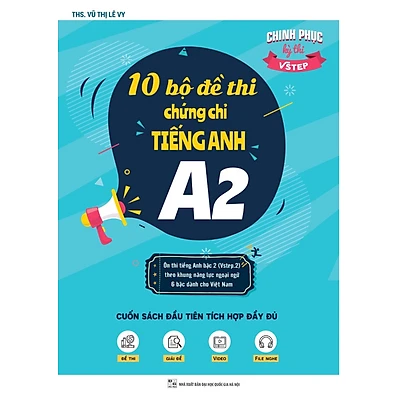 THS. VŨ THỊ LÊ VY
CHINH PHỤC
kỳ thi
VSTEP
10 bộ đề thi
chứng chỉ
TIẾNG ANH
A2
Ôn thi tiếng Anh bậc 2 (Vstep.2)
theo khung năng lực ngoại ngữ
6 bậc dành cho Việt Nam
CUỐN SÁCH ĐẦU TIÊN TÍCH HỢP ĐẦY ĐỦ
ĐỀ THI
GIẢI ĐỀ
VIDEO
FILE NGHE
NHÀ XUẤT BẢN ĐẠI HỌC QUỐC GIA HÀ NỘI